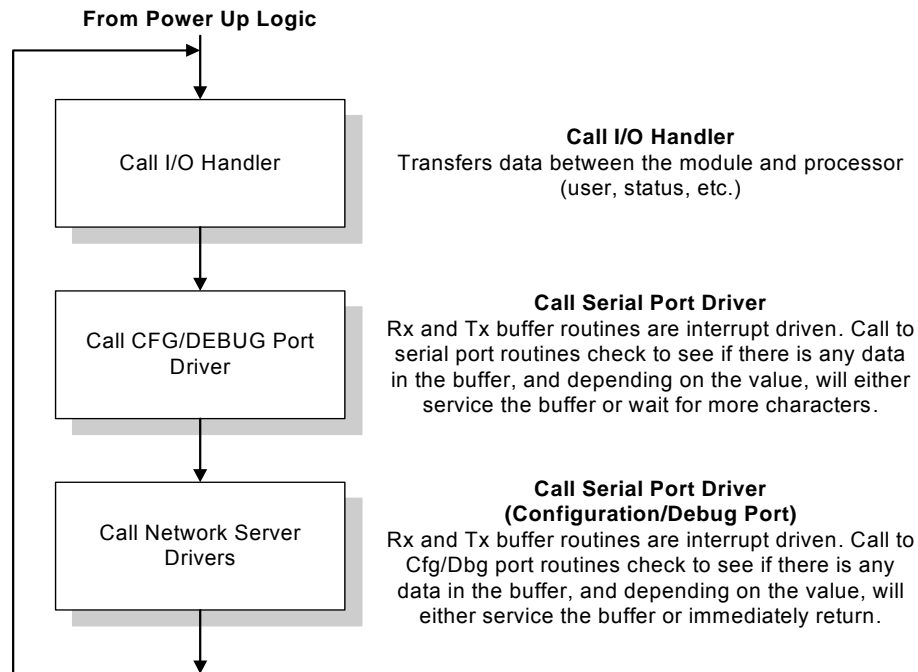 From Power Up Logic
Call I/O Handler
Call I/O Handler
Transfers data between the module and processor
(user, status, etc.)
Call CFG/DEBUG Port
Driver
Call Serial Port Driver
Rx and Tx buffer routines are interrupt driven. Call to
serial port routines check to see if there is any data
in the buffer, and depending on the value, will either
service the buffer or wait for more characters.
Call Network Server
Drivers
Call Serial Port Driver
(Configuration/Debug Port)
Rx and Tx buffer routines are interrupt driven. Call to
Cfg/Dbg port routines check to see if there is any
data in the buffer, and depending on the value, will
either service the buffer or immediately return.